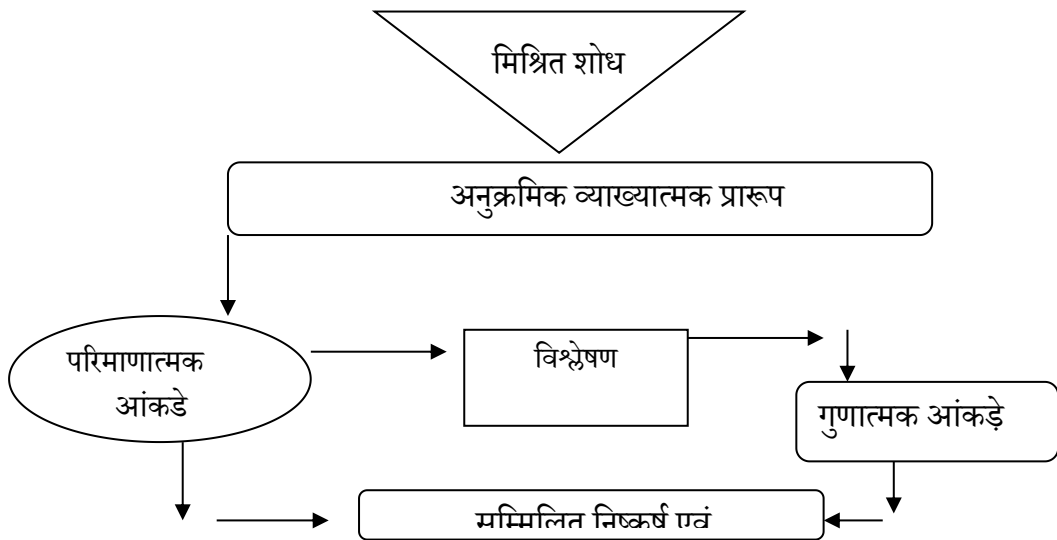 मिश्रित शोध
अनुक्रमिक व्याख्यात्मक प्रारूप
परिमाणात्मक
आंकडे
विश्लेषण
गुणात्मक आंकड़े
सम्मिलित निष्कर्ष एवं